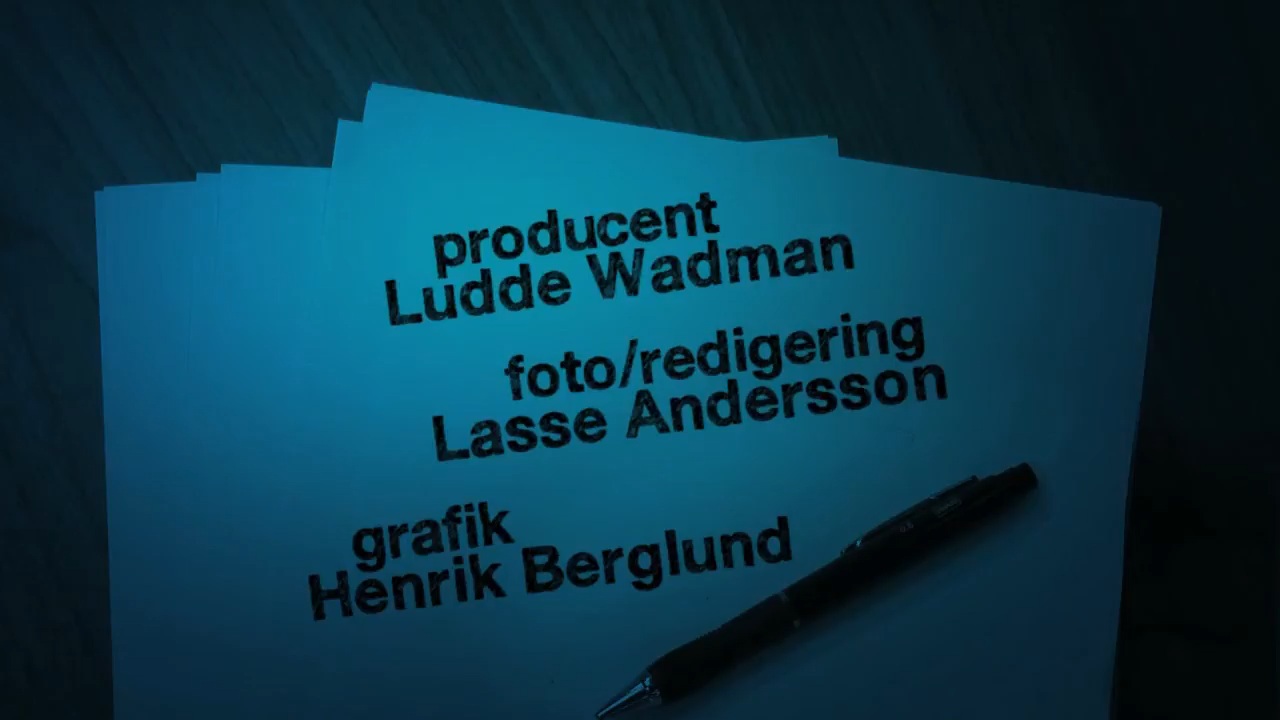 producent
Ludde Wadman
foto/redigering
Lasse Andersson
grafik
Henrik Berglund